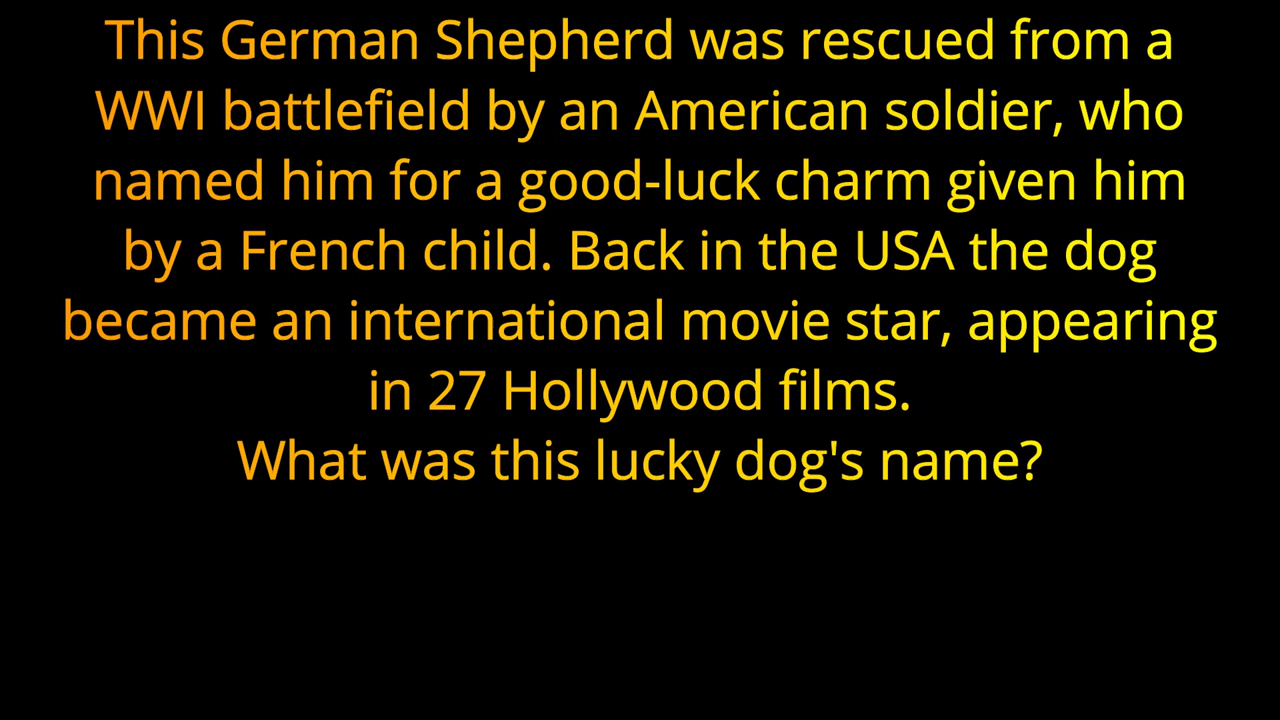 This German Shepherd was rescued from a
WWI battlefield by an American soldier, who
named him for a good-luck charm given him
by a French child. Back in the USA the dog
became an international movie star, appearing
in 27 Hollywood films.
What was this lucky dog's name?